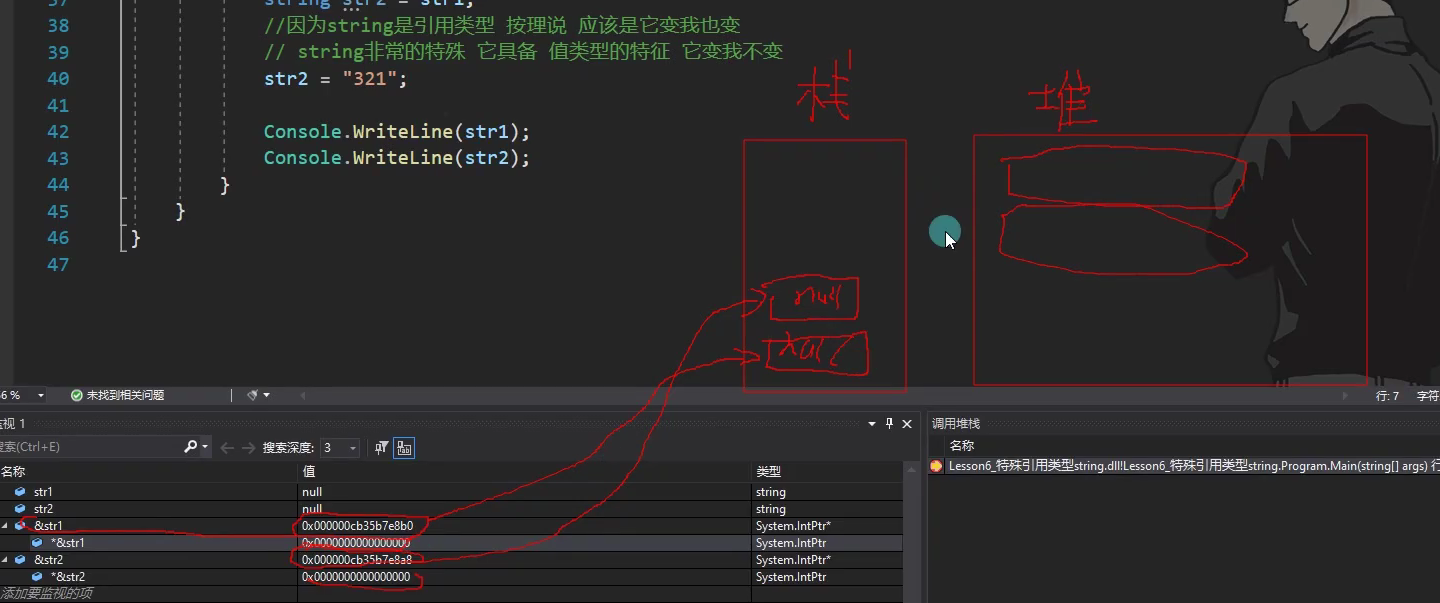 37 string str2 = str1;
38 //因为string是引用类型 按理说 应该是它变我也变
39 // string非常的特殊 它具备 值类型的特征 它变我不变
40 str2 = "321";
41
42 Console.WriteLine(str1);
43 Console.WriteLine(str2);
44 }
45 }
46 }
47
栈
堆
null
null
6 % 未找到相关问题 行: 7 字符
监视 1
搜索(Ctrl+E) 搜索深度: 3
名称 值 类型
str1 null string
str2 null string
&str1 0x000000cb35b7e8b0 System.IntPtr*
*&str1 0x0000000000000000 System.IntPtr
&str2 0x000000cb35b7e8a8 System.IntPtr*
*&str2 0x0000000000000000 System.IntPtr
添加要监视的项
调用堆栈
名称
Lesson6_特殊引用类型string.dll!Lesson6_特殊引用类型string.Program.Main(string[] args) 行